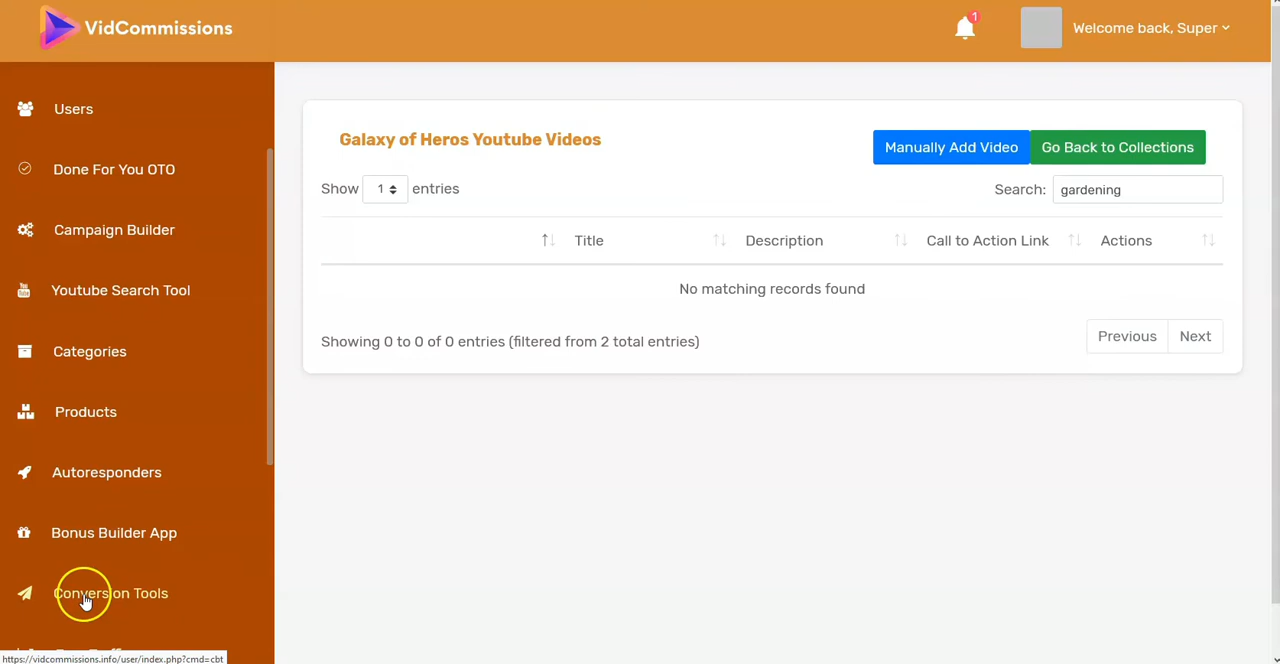 VidCommissions
1
Welcome back, Super
Users
Done For You OTO
Campaign Builder
Youtube Search Tool
Categories
Products
Autoresponders
Bonus Builder App
Conversion Tools
Galaxy of Heros Youtube Videos
Manually Add Video
Go Back to Collections
Show 1 entries
Search: gardening
Title
Description
Call to Action Link
Actions
No matching records found
Showing 0 to 0 of 0 entries (filtered from 2 total entries)
Previous
Next
https://vidcommissions.info/user/index.php?cmd=cbt